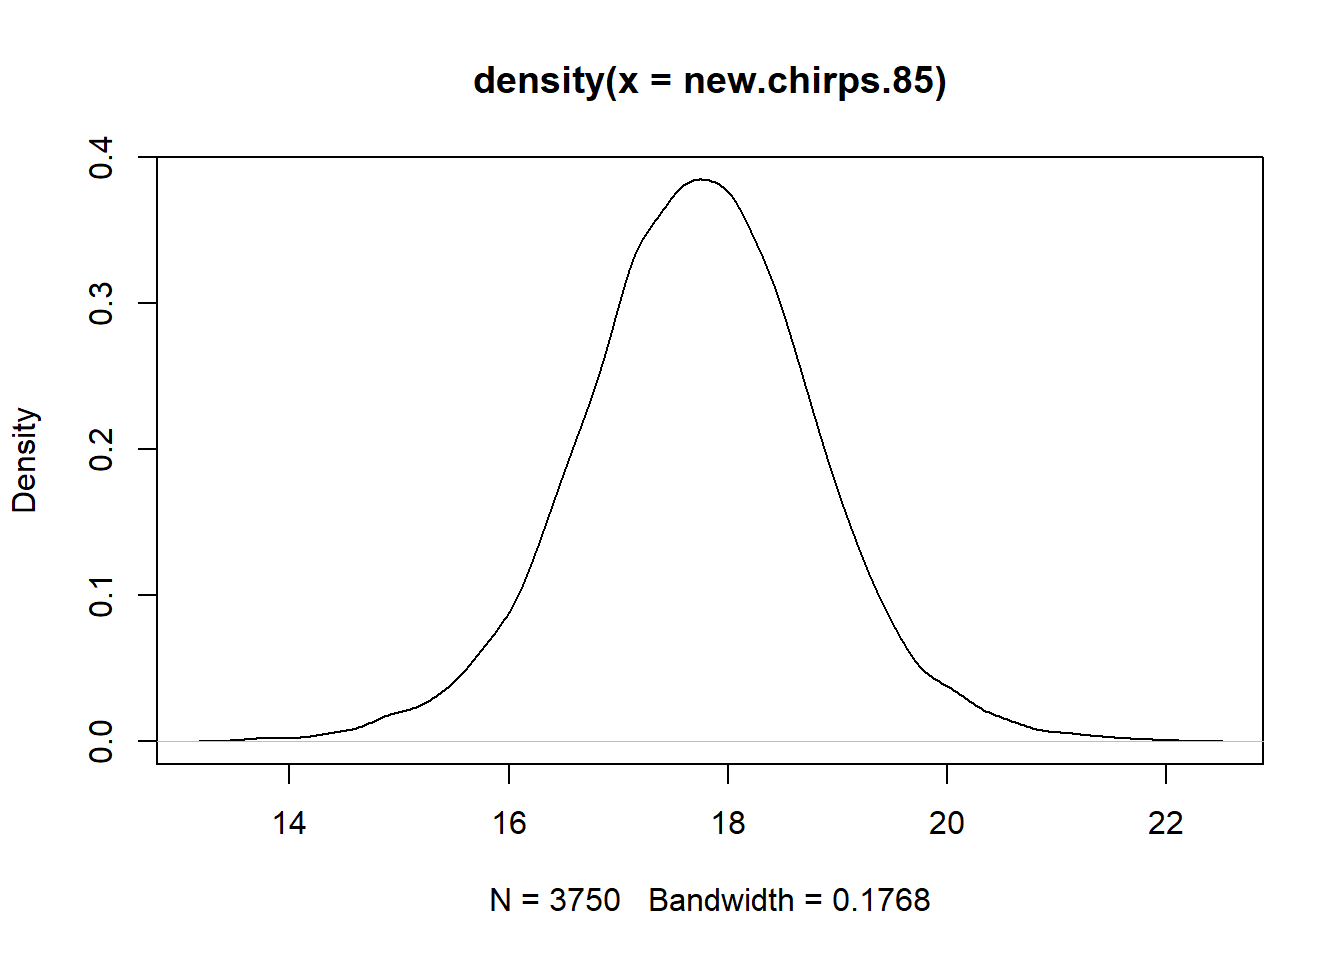 density(x = new.chirps.85)
0.4
0.3
0.2
0.1
0.0
Density
14 16 18 20 22
N = 3750 Bandwidth = 0.1768